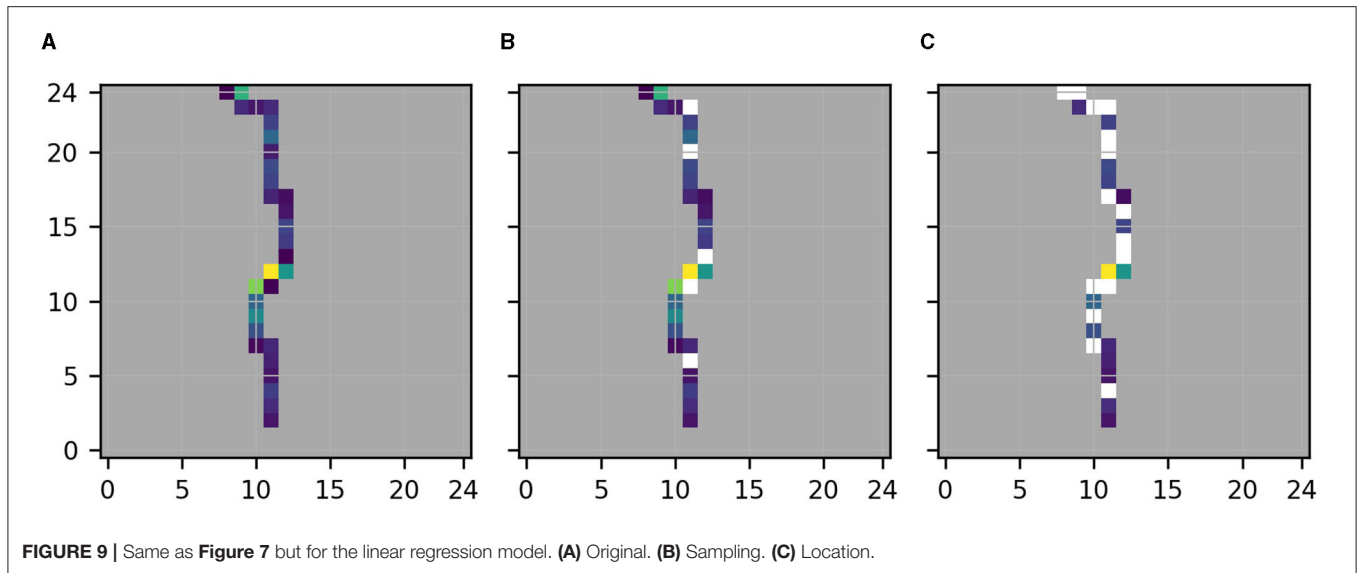 A B C
24
20
15
10
5
0
0 5 10 15 20 24
0 5 10 15 20 24
0 5 10 15 20 24
FIGURE 9 | Same as Figure 7 but for the linear regression model. (A) Original. (B) Sampling. (C) Location.